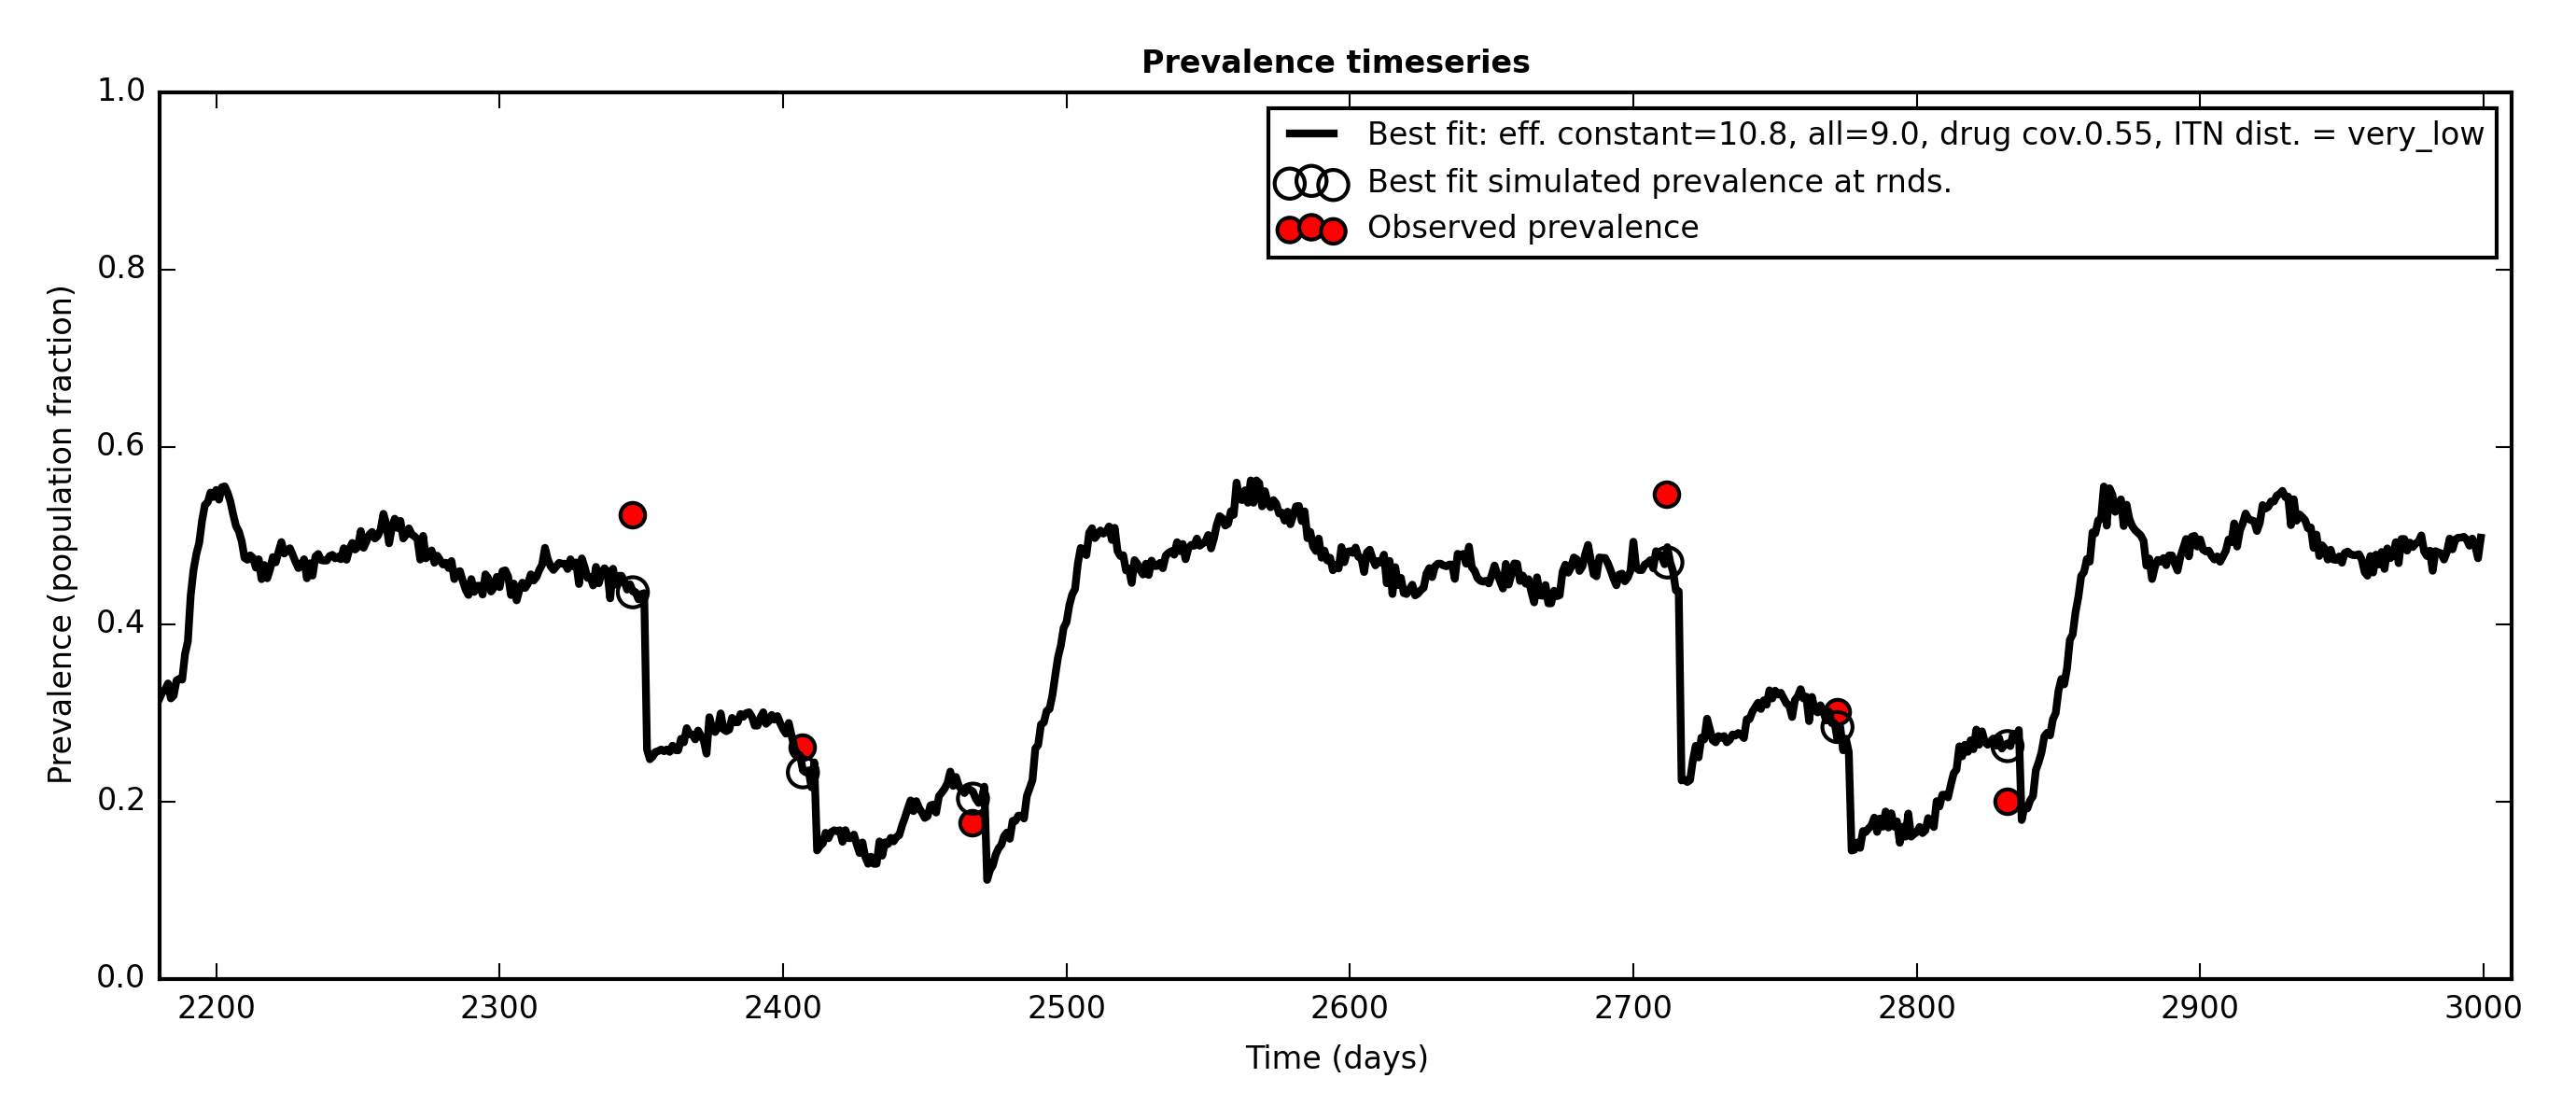 Prevalence timeseries
1.0
0.8
0.6
0.4
0.2
0.0
Prevalence (population fraction)
Best fit: eff. constant=10.8, all=9.0, drug cov.0.55, ITN dist. = very_low
Best fit simulated prevalence at rnds.
Observed prevalence
2200 2300 2400 2500 2600 2700 2800 2900 3000
Time (days)